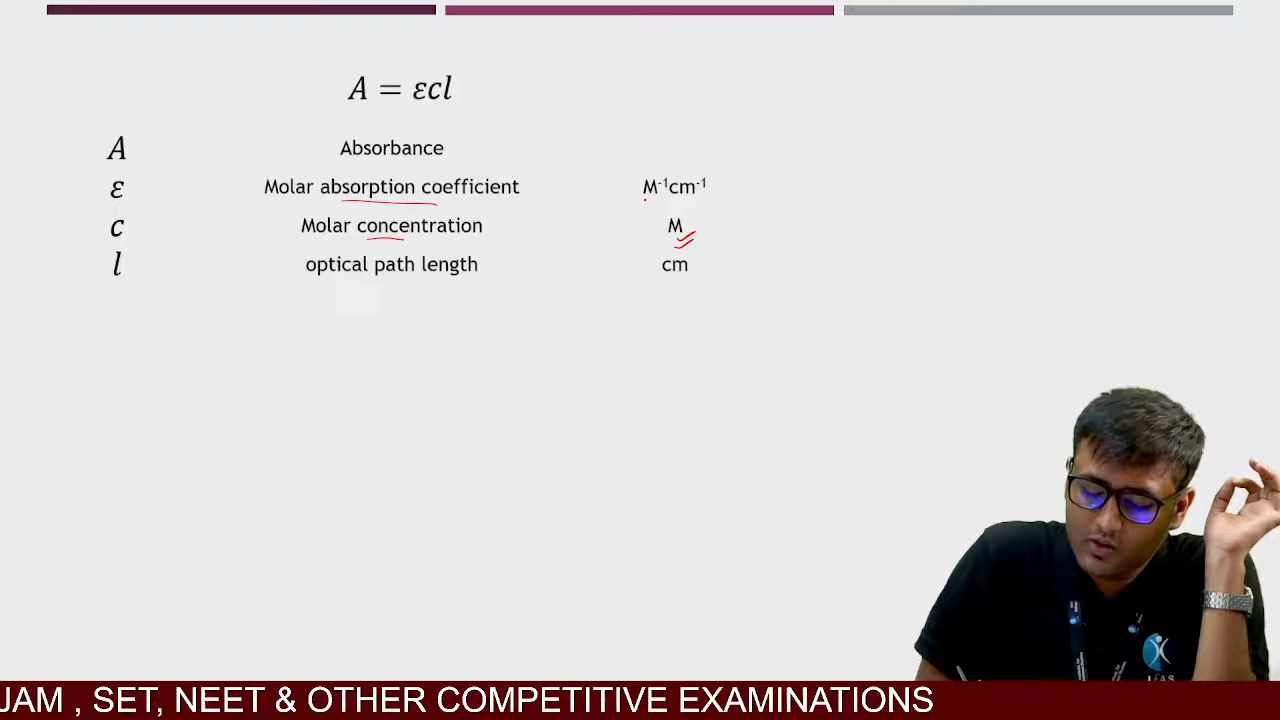 A = εcl
A Absorbance
ε Molar absorption coefficient M⁻¹cm⁻¹
c Molar concentration M
l optical path length cm
JAM , SET, NEET & OTHER COMPETITIVE EXAMINATIONS